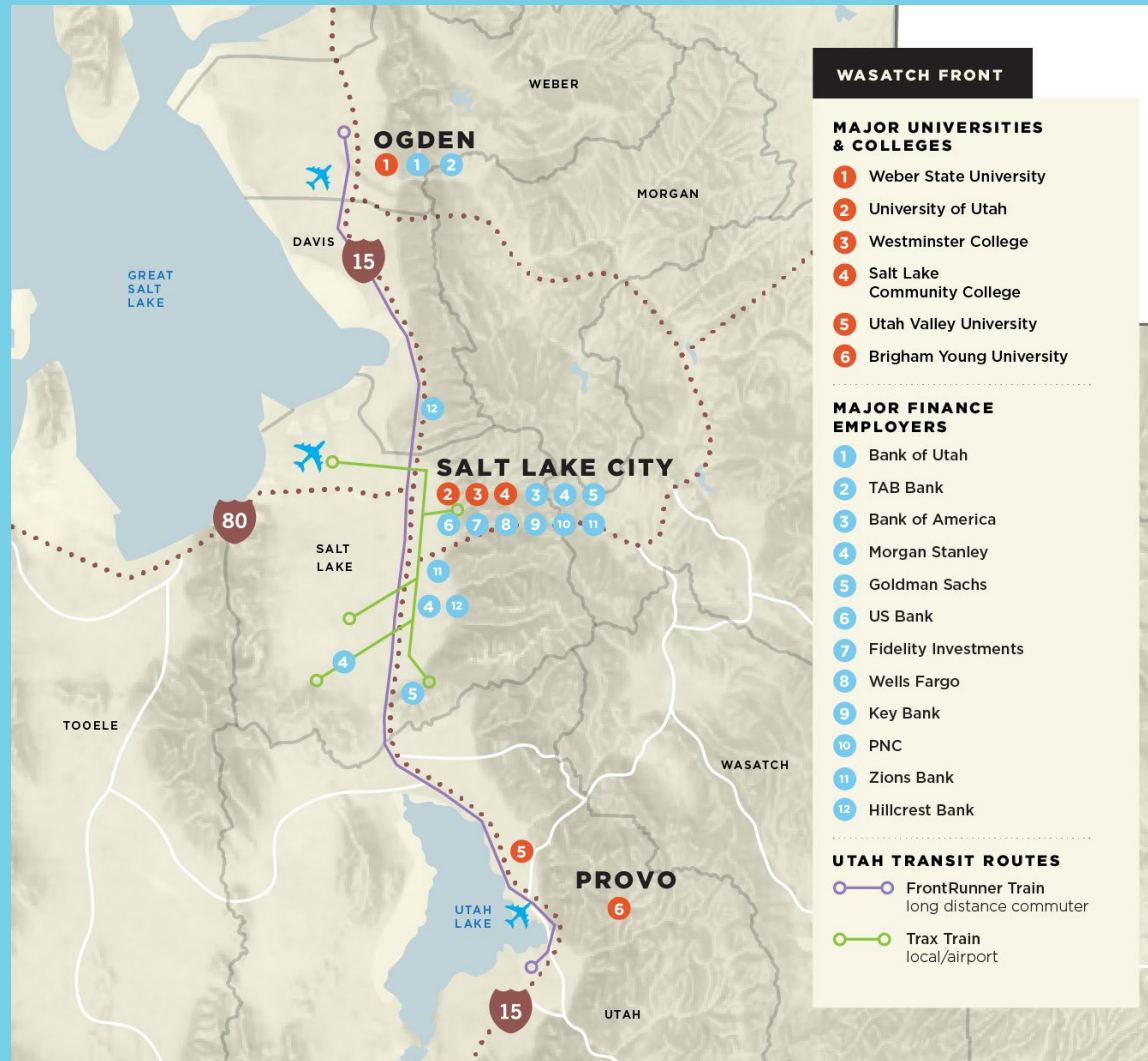 WEBER
OGDEN
1 1 2
MORGAN
DAVIS
15
GREAT
SALT
LAKE
12
SALT LAKE CITY
2 3 4 3 4 5
6 7 8 9 10 11
80
SALT
LAKE
11
4 12
4
5
TOOELE
WASATCH
5
PROVO
6
UTAH
LAKE
15
UTAH
WASATCH FRONT
MAJOR UNIVERSITIES
& COLLEGES
1 Weber State University
2 University of Utah
3 Westminster College
4 Salt Lake
Community College
5 Utah Valley University
6 Brigham Young University
MAJOR FINANCE
EMPLOYERS
1 Bank of Utah
2 TAB Bank
3 Bank of America
4 Morgan Stanley
5 Goldman Sachs
6 US Bank
7 Fidelity Investments
8 Wells Fargo
9 Key Bank
10 PNC
11 Zions Bank
12 Hillcrest Bank
UTAH TRANSIT ROUTES
FrontRunner Train
long distance commuter
Trax Train
local/airport